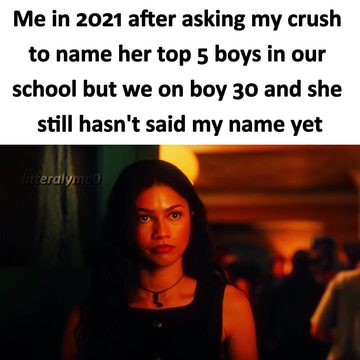 Me in 2021 after asking my crush
to name her top 5 boys in our
school but we on boy 30 and she
still hasn't said my name yet
litteralyme0